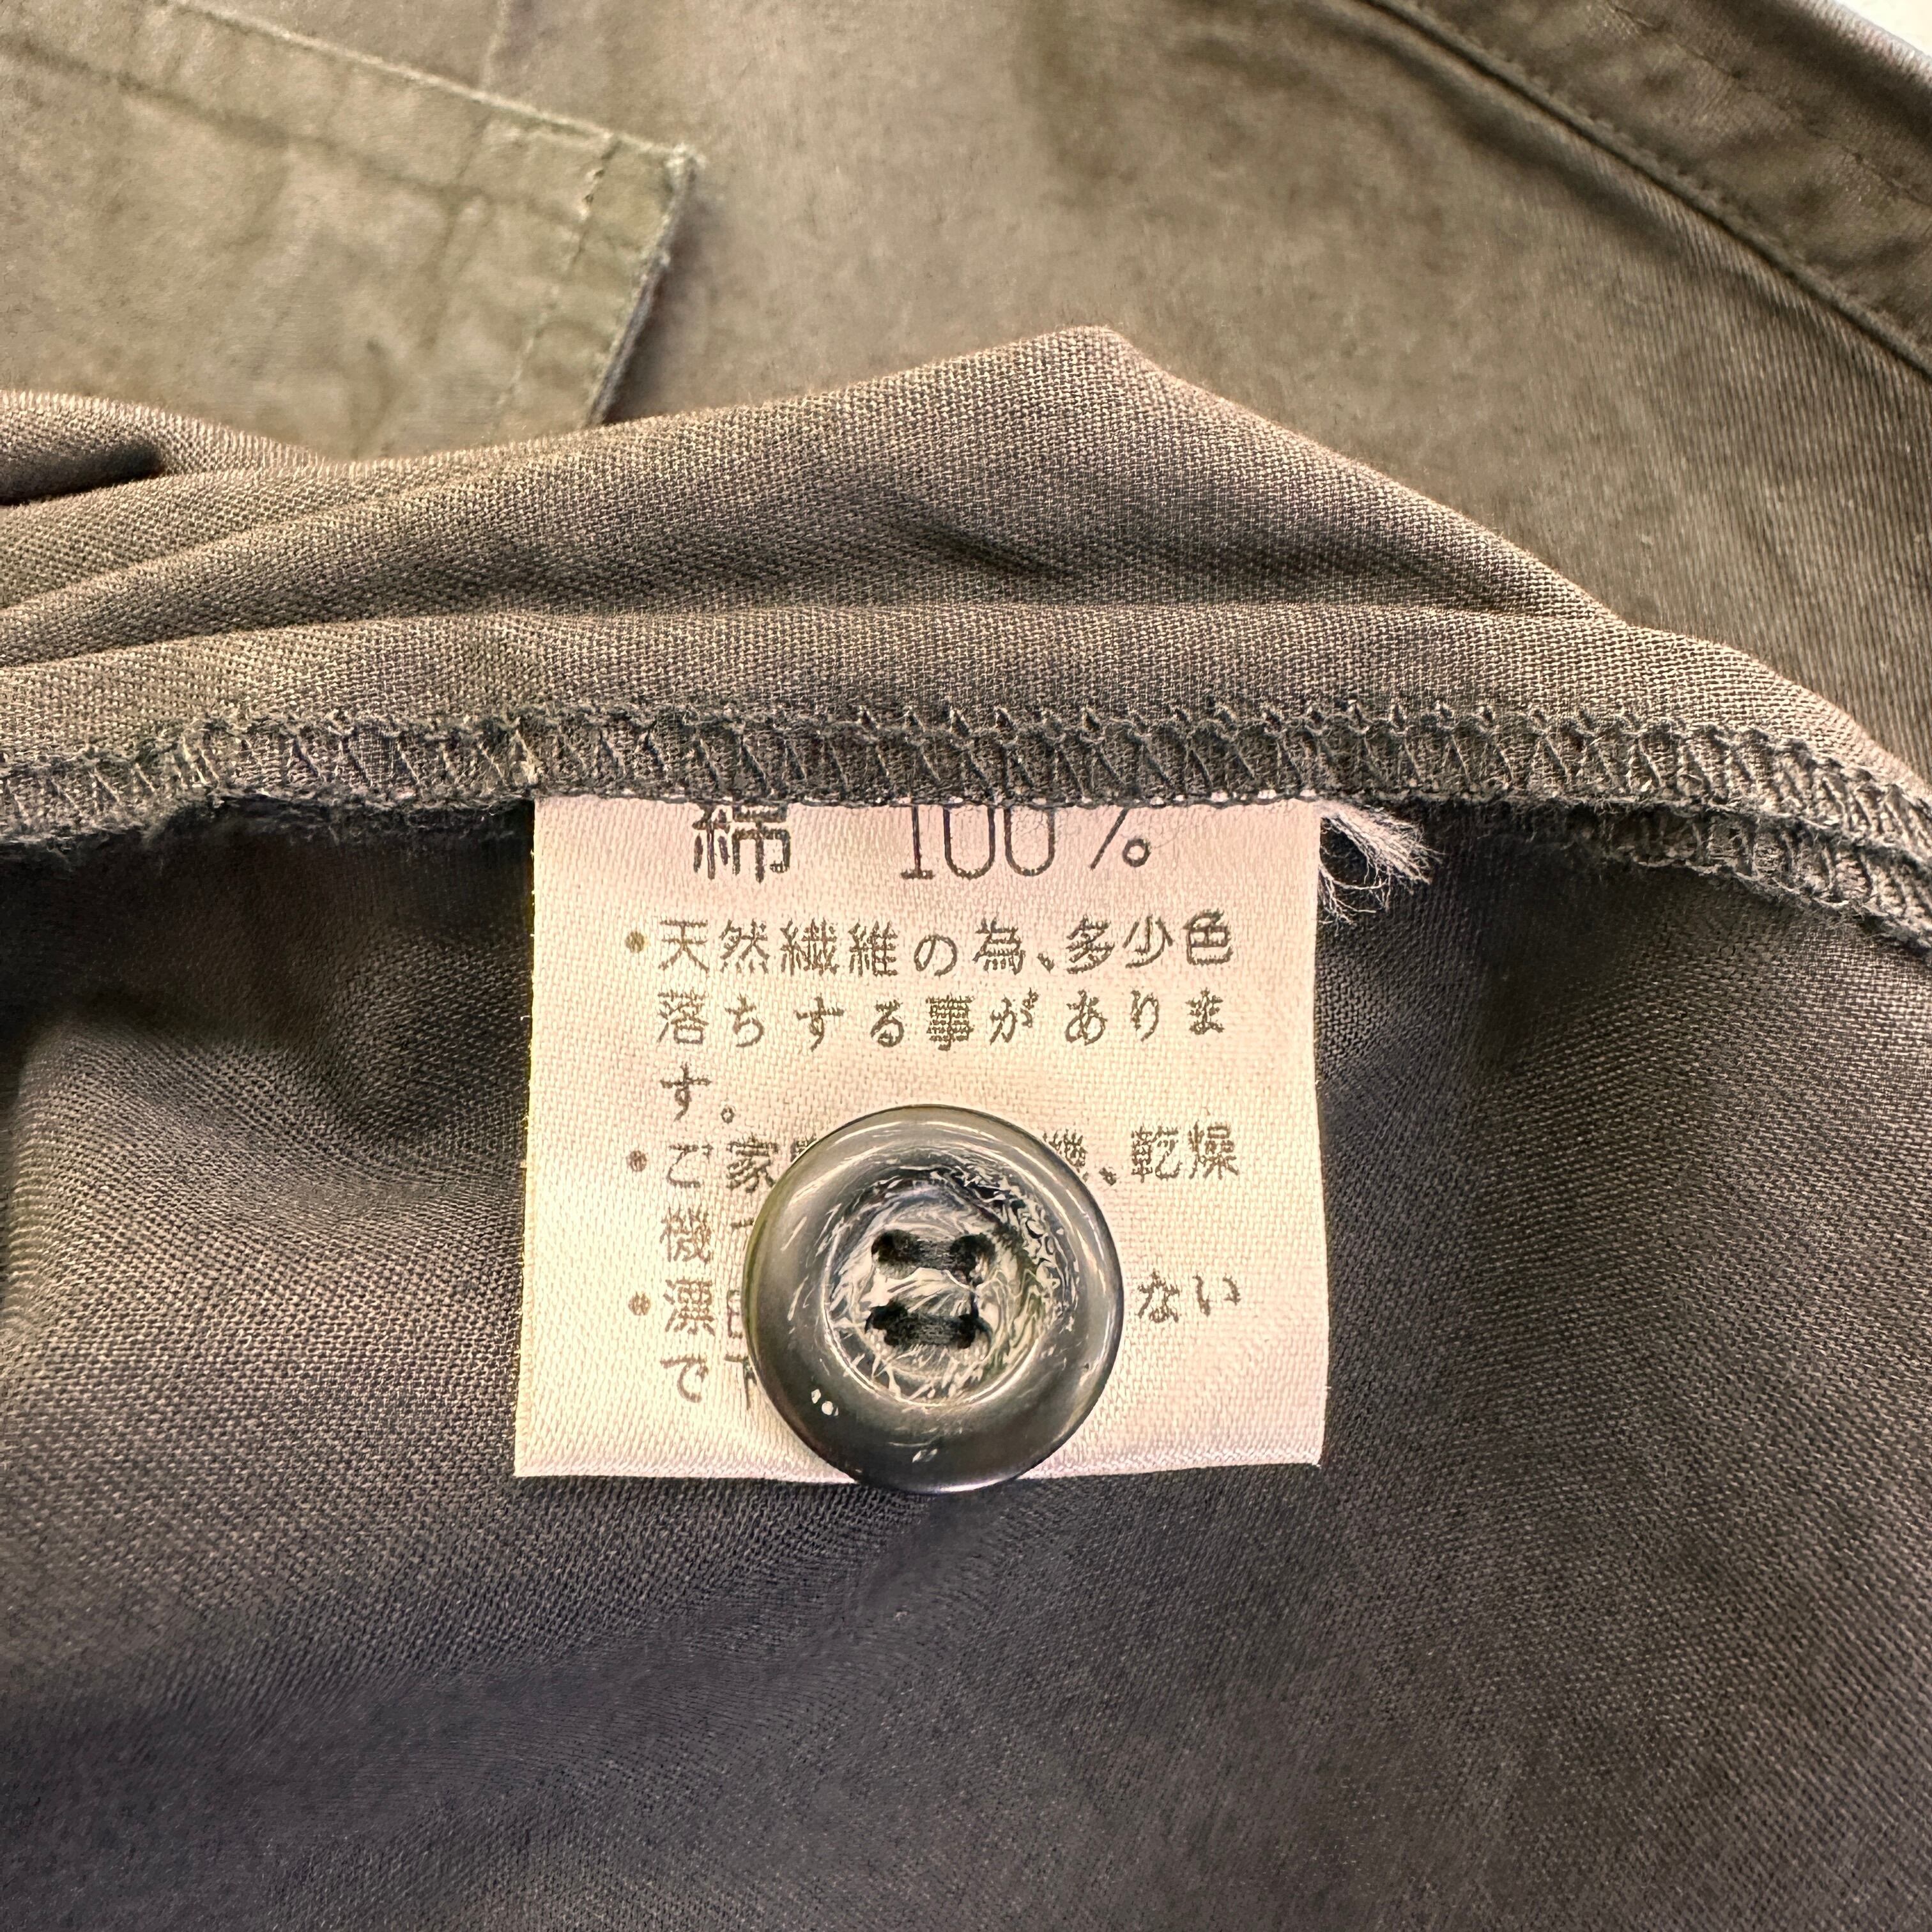 綿 100%
•天然繊維の為、多少色
落ちする事がありま
す。
•ご家 機、乾燥
機
• ない
で